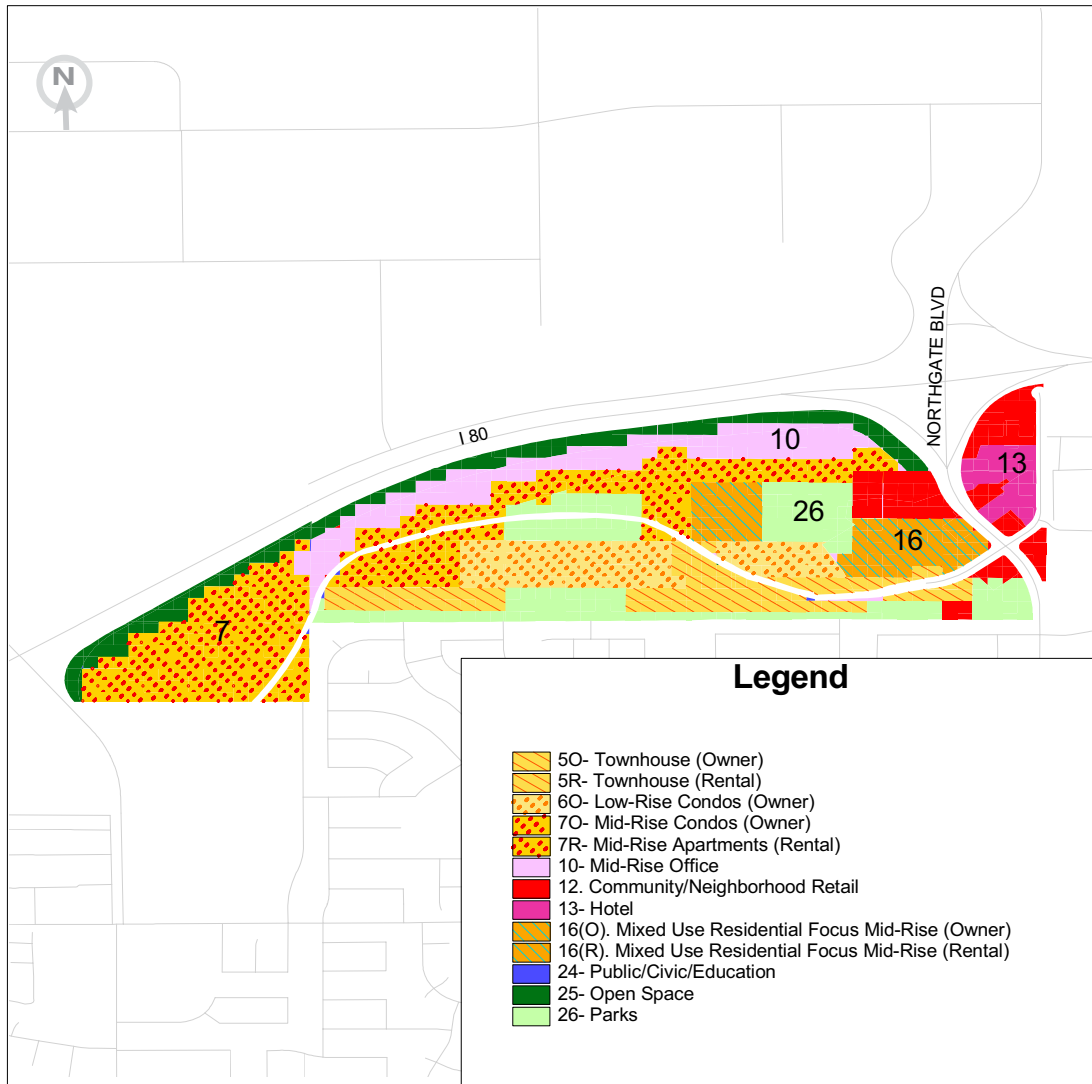 N
NORTHGATE BLVD
I 80
10
13
26
16
7
Legend
5O- Townhouse (Owner)
5R- Townhouse (Rental)
6O- Low-Rise Condos (Owner)
7O- Mid-Rise Condos (Owner)
7R- Mid-Rise Apartments (Rental)
10- Mid-Rise Office
12. Community/Neighborhood Retail
13- Hotel
16(O). Mixed Use Residential Focus Mid-Rise (Owner)
16(R). Mixed Use Residential Focus Mid-Rise (Rental)
24- Public/Civic/Education
25- Open Space
26- Parks